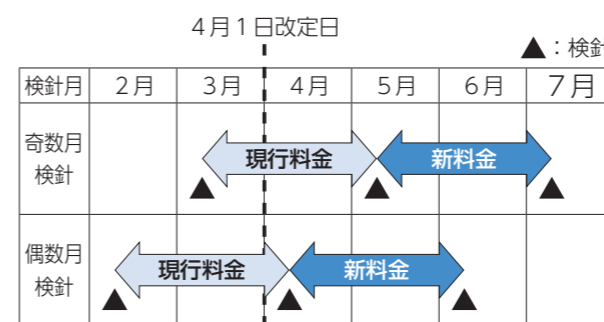 4月1日改定日
▲：検針
検針月 2月 3月 4月 5月 6月 7月
奇数月
検針
現行料金 新料金
偶数月
検針
現行料金 新料金